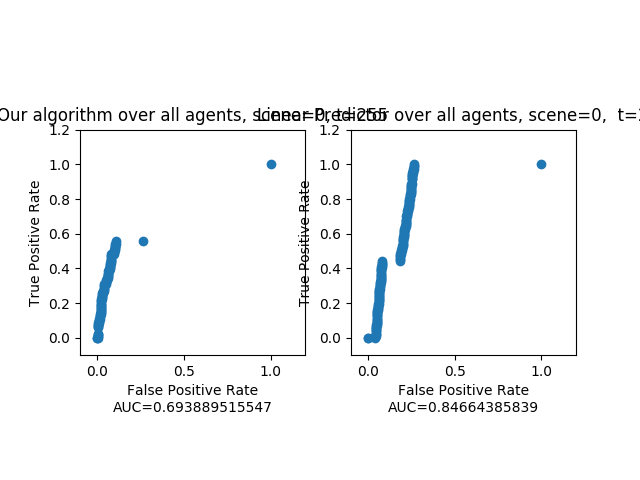 Our algorithm over all agents, scene=0, t=255
Linear Predictor over all agents, scene=0, t=
1.2
1.0
0.8
0.6
0.4
0.2
0.0
True Positive Rate
0.0 0.5 1.0
False Positive Rate
AUC=0.693889515547
1.2
1.0
0.8
0.6
0.4
0.2
0.0
True Positive Rate
0.0 0.5 1.0
False Positive Rate
AUC=0.84664385839